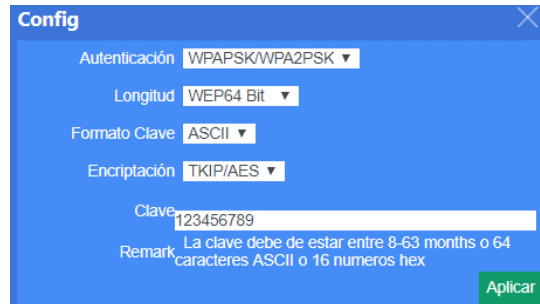 Config
Autenticación WPAPSK/WPA2PSK
Longitud WEP64 Bit
Formato Clave ASCII
Encriptación TKIP/AES
Clave 123456789
Remark La clave debe de estar entre 8-63 months o 64
caracteres ASCII o 16 numeros hex
Aplicar